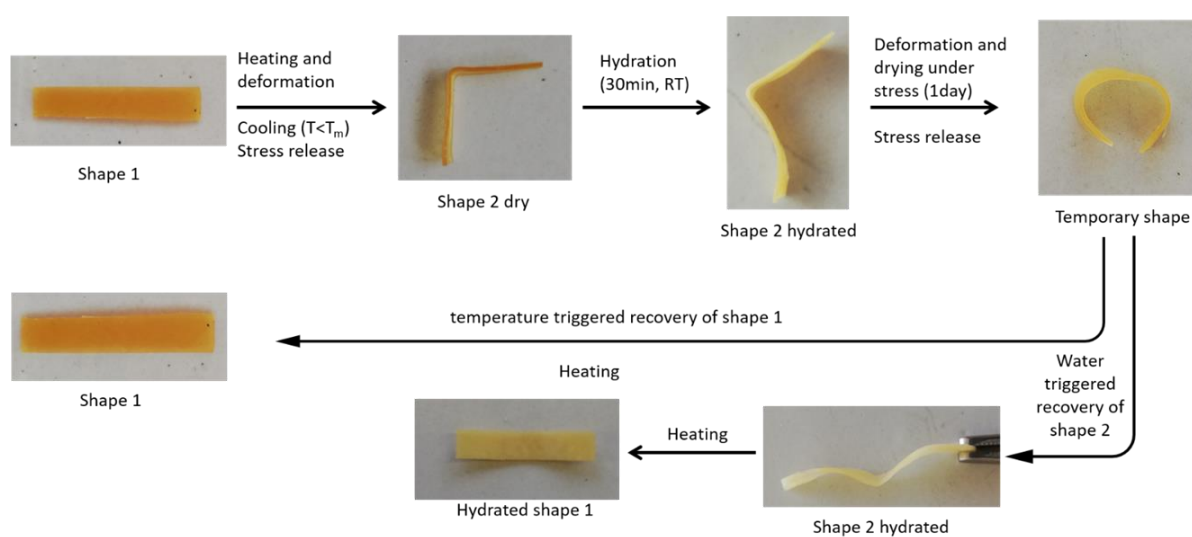 Heating and
deformation
Cooling (T<Tm)
Stress release
Shape 1
Shape 2 dry
Hydration
(30min, RT)
Shape 2 hydrated
Deformation and
drying under
stress (1day)
Stress release
Temporary shape
temperature triggered recovery of shape 1
Heating
Shape 1
Water
triggered
recovery of
shape 2
Heating
Hydrated shape 1
Shape 2 hydrated